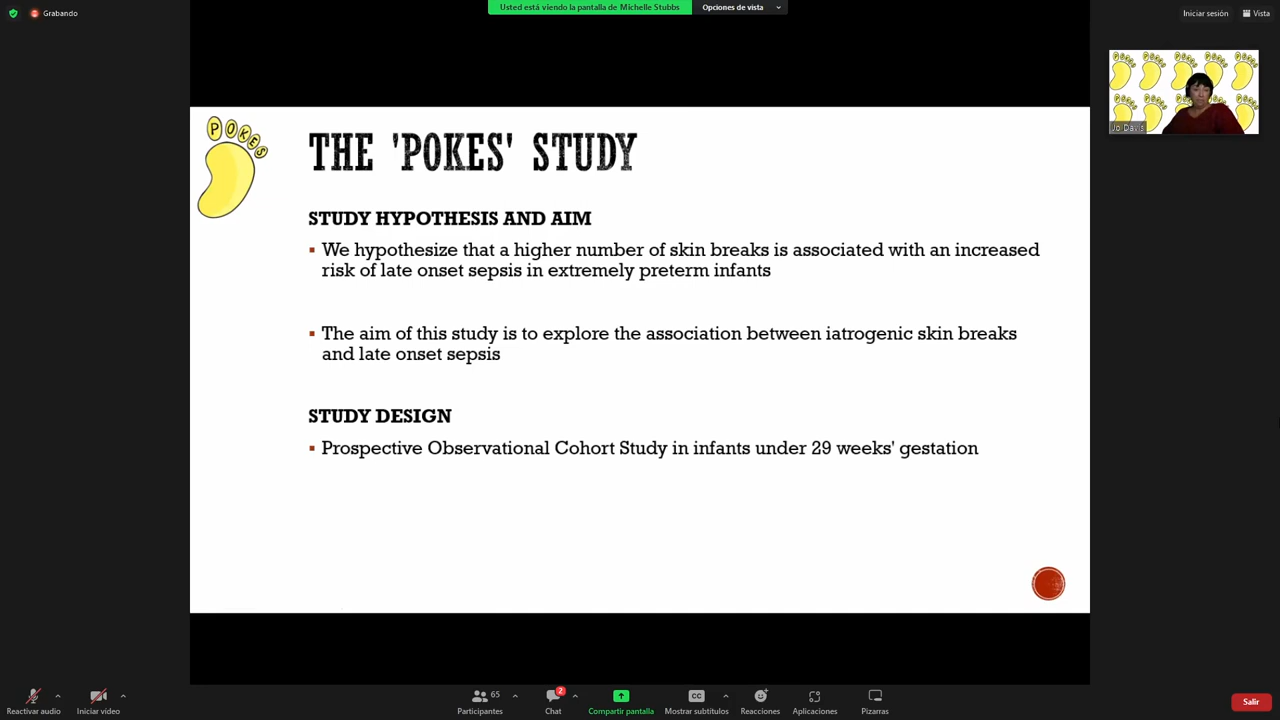 Grabando
Usted está viendo la pantalla de Michelle Stubbs
Opciones de vista
Iniciar sesión
Vista
POKES
THE 'POKES' STUDY
STUDY HYPOTHESIS AND AIM
We hypothesize that a higher number of skin breaks is associated with an increased
risk of late onset sepsis in extremely preterm infants
The aim of this study is to explore the association between iatrogenic skin breaks
and late onset sepsis
STUDY DESIGN
Prospective Observational Cohort Study in infants under 29 weeks' gestation
Jo Davis
Reactivar audio
Iniciar video
65
Participantes
2
Chat
Compartir pantalla
CC
Mostrar subtítulos
Reacciones
Aplicaciones
Pizarras
Salir